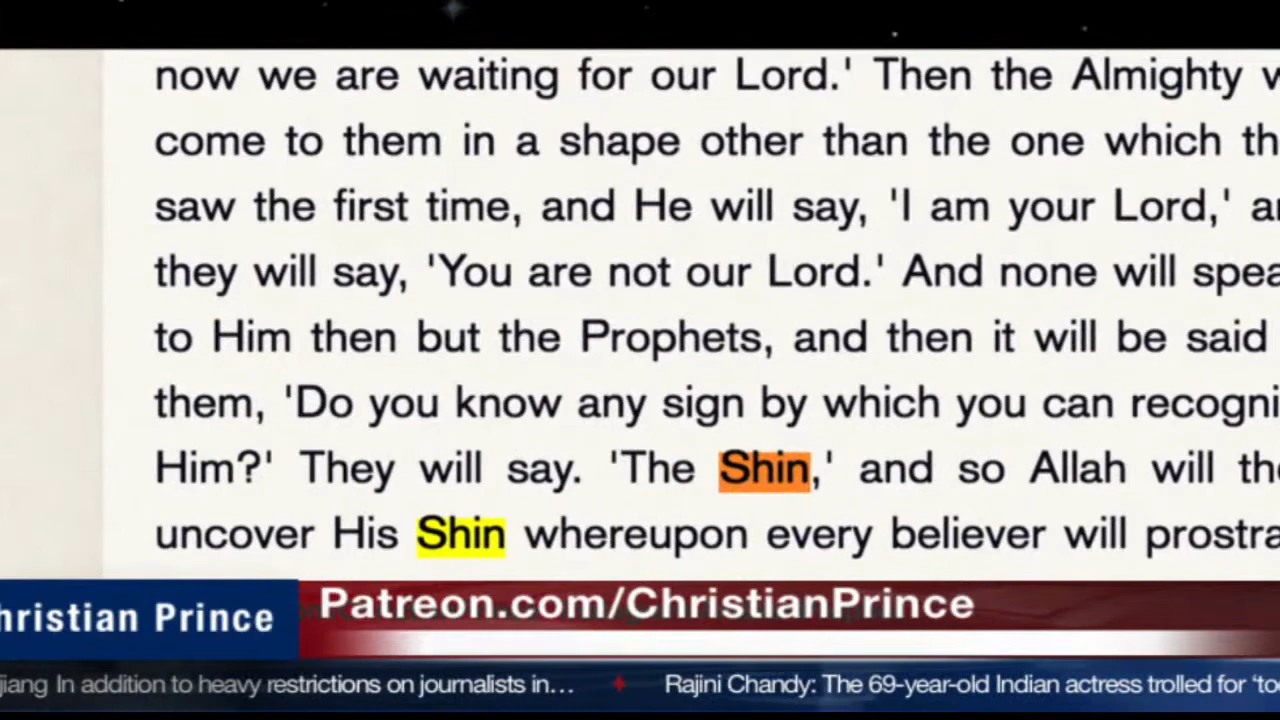 now we are waiting for our Lord.' Then the Almighty
come to them in a shape other than the one which
saw the first time, and He will say, 'I am your Lord,'
they will say, 'You are not our Lord.' And none will
to Him then but the Prophets, and then it will be said
them, 'Do you know any sign by which you can
Him?' They will say. 'The Shin,' and so Allah will
uncover His Shin whereupon every believer will
Patreon.com/ChristianPrince
hristian Prince
jiang In addition to heavy restrictions on journalists in… Rajini Chandy: The 69-year-old Indian actress trolled for